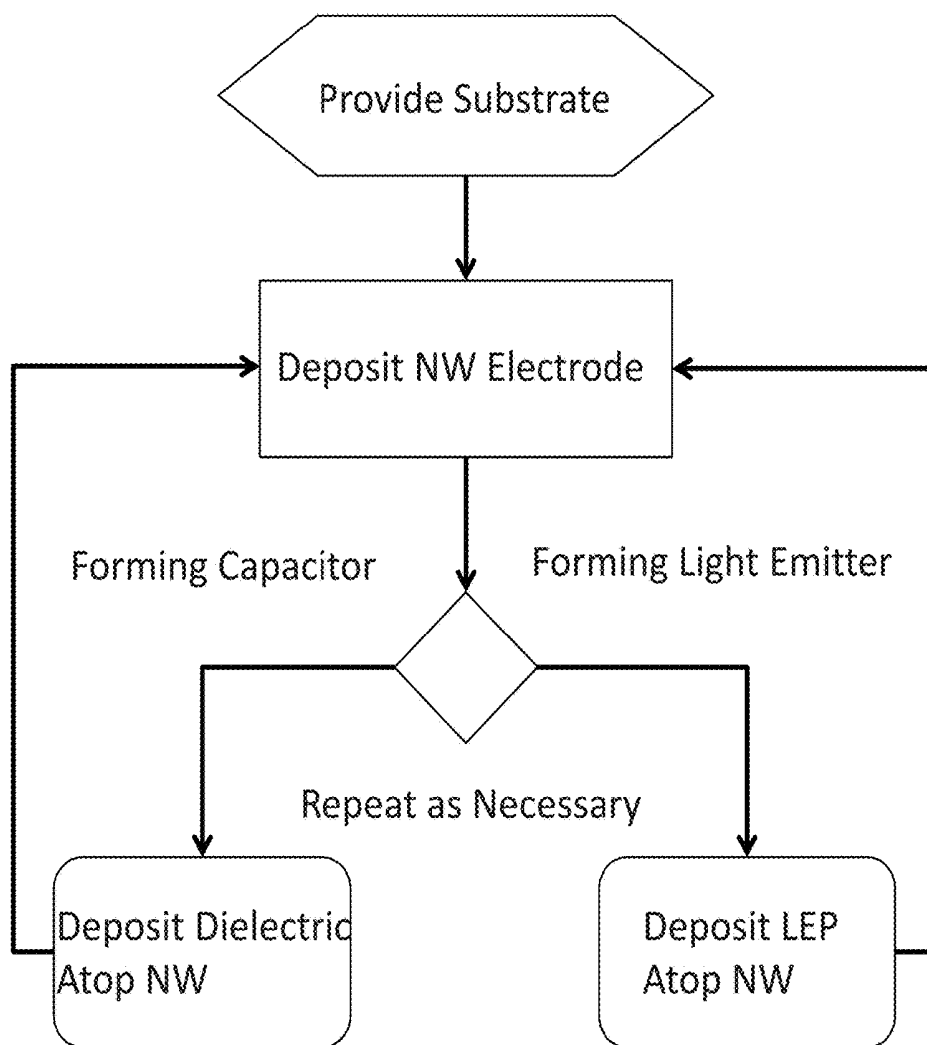 Provide Substrate
Deposit NW Electrode
Forming Capacitor
Forming Light Emitter
Repeat as Necessary
Deposit Dielectric
Atop NW
Deposit LEP
Atop NW